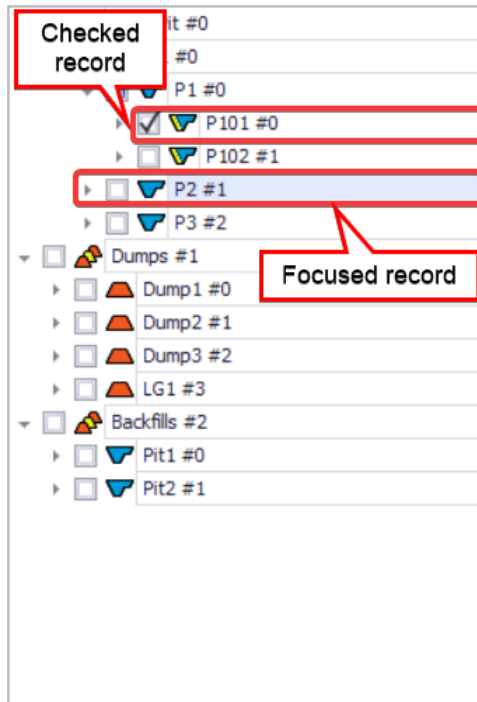 Checked
record
#0
#0
P1 #0
P101 #0
P102 #1
P2 #1
P3 #2
Dumps #1
Focused record
Dump1 #0
Dump2 #1
Dump3 #2
LG1 #3
Backfills #2
Pit1 #0
Pit2 #1